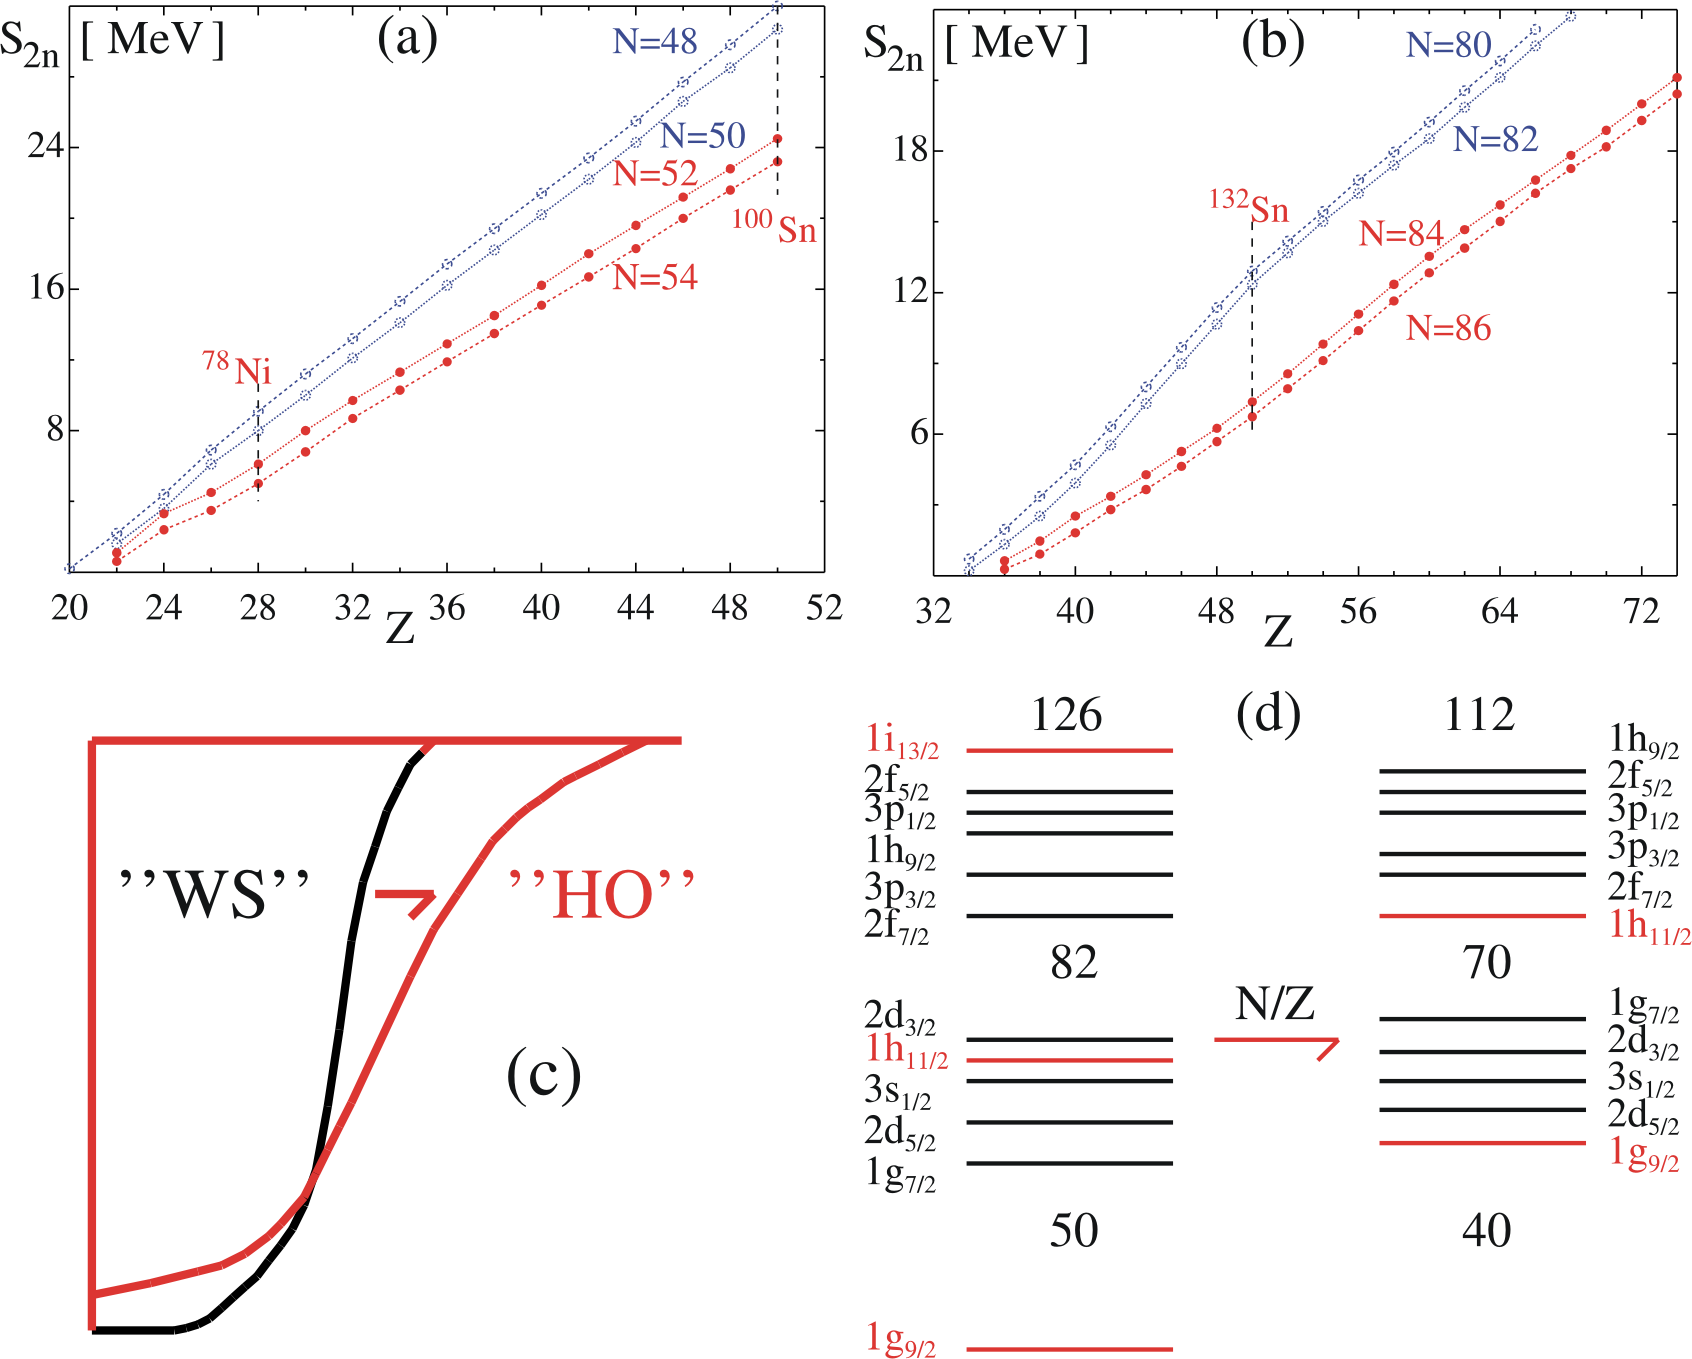 S2n [ MeV ] (a)
N=48
N=50
N=52
N=54
78Ni
100Sn
24
16
8
20 24 28 32 36 40 44 48 52
Z
S2n [ MeV ] (b)
N=80
N=82
N=84
N=86
132Sn
18
12
6
32 40 48 56 64 72
Z
''WS'' ''HO''
(c)
(d)
126
1i13/2
2f5/2
3p1/2
1h9/2
3p3/2
2f7/2
82
2d3/2
1h11/2
3s1/2
2d5/2
1g7/2
50
1g9/2
N/Z
112
1h9/2
2f5/2
3p1/2
3p3/2
2f7/2
1h11/2
70
1g7/2
2d3/2
3s1/2
2d5/2
1g9/2
40